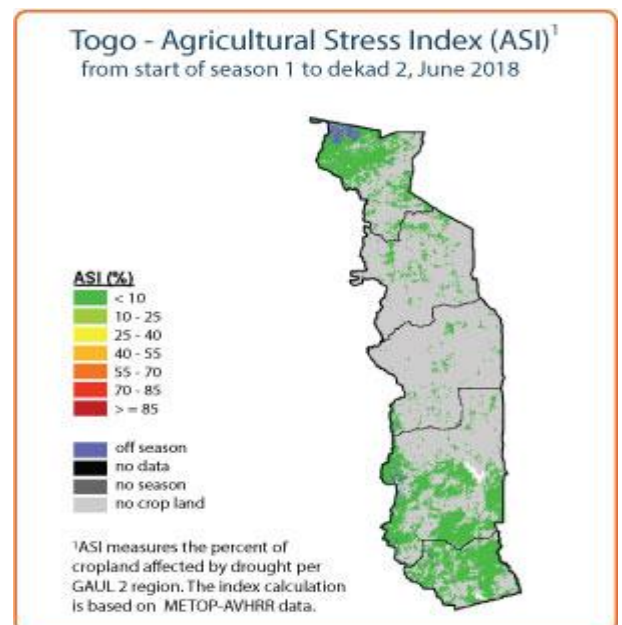 Togo - Agricultural Stress Index (ASI)¹
from start of season 1 to dekad 2, June 2018
ASI (%)
< 10
10 - 25
25 - 40
40 - 55
55 - 70
70 - 85
> = 85
off season
no data
no season
no crop land
¹ASI measures the percent of
cropland affected by drought per
GAUL 2 region. The index calculation
is based on METOP-AVHRR data.